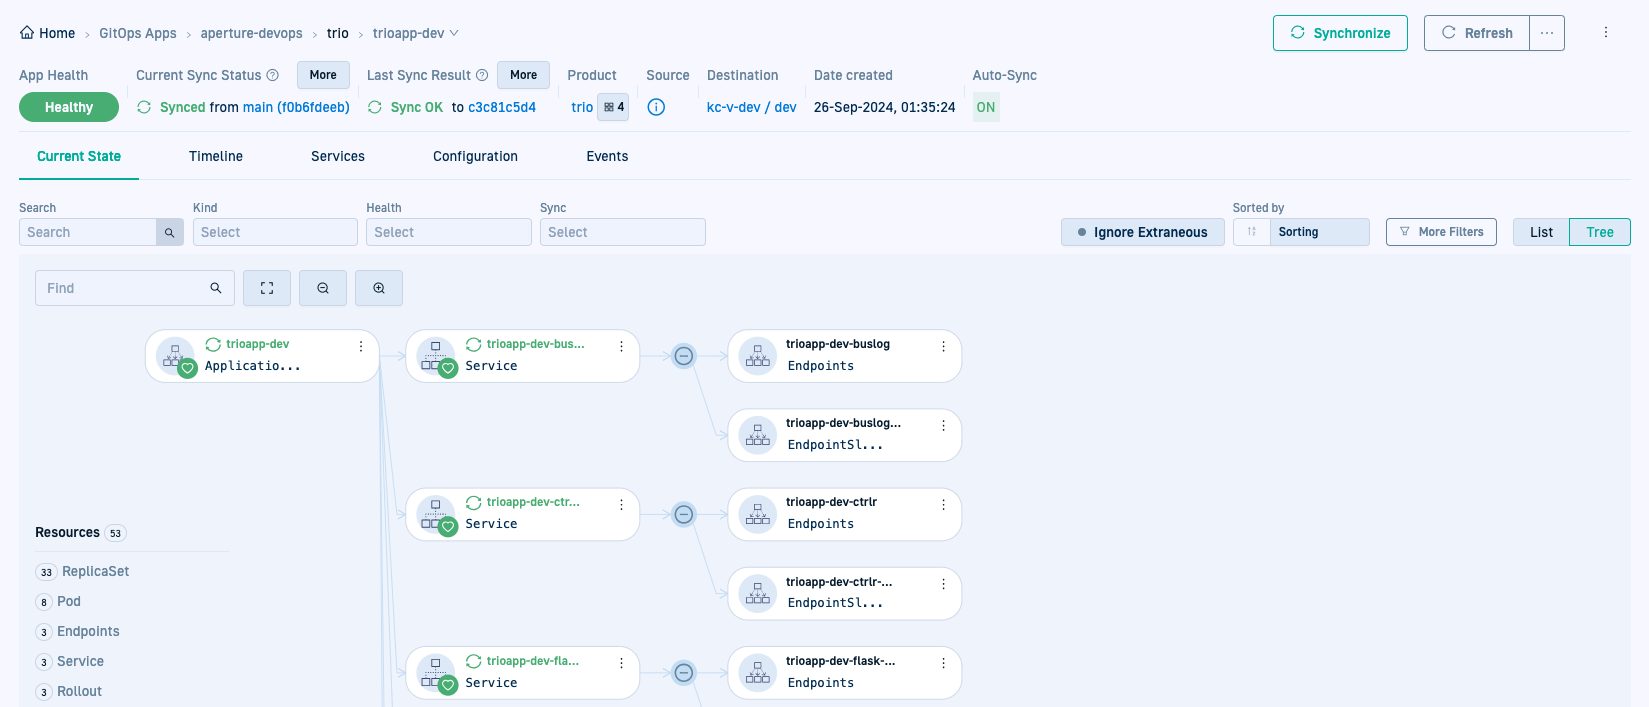 Home > GitOps Apps > aperture-devops > trio > trioapp-dev
Synchronize Refresh ...
App Health Current Sync Status More Last Sync Result More Product Source Destination Date created Auto-Sync
Healthy Synced from main (f0b6fdeeb) Sync OK to c3c81c5d4 trio 4 kc-v-dev / dev 26-Sep-2024, 01:35:24 ON
Current State Timeline Services Configuration Events
Search Kind Health Sync Sorted by
Search Select Select Select Ignore Extraneous Sorting More Filters List Tree
Find
trioapp-dev
Applicatio...
trioapp-dev-bus...
Service
trioapp-dev-buslog
Endpoints
trioapp-dev-buslog...
EndpointSl...
trioapp-dev-ctr...
Service
trioapp-dev-ctrlr
Endpoints
trioapp-dev-ctrlr-...
EndpointSl...
trioapp-dev-fla...
Service
trioapp-dev-flask-...
Endpoints
Resources 53
33 ReplicaSet
8 Pod
3 Endpoints
3 Service
3 Rollout